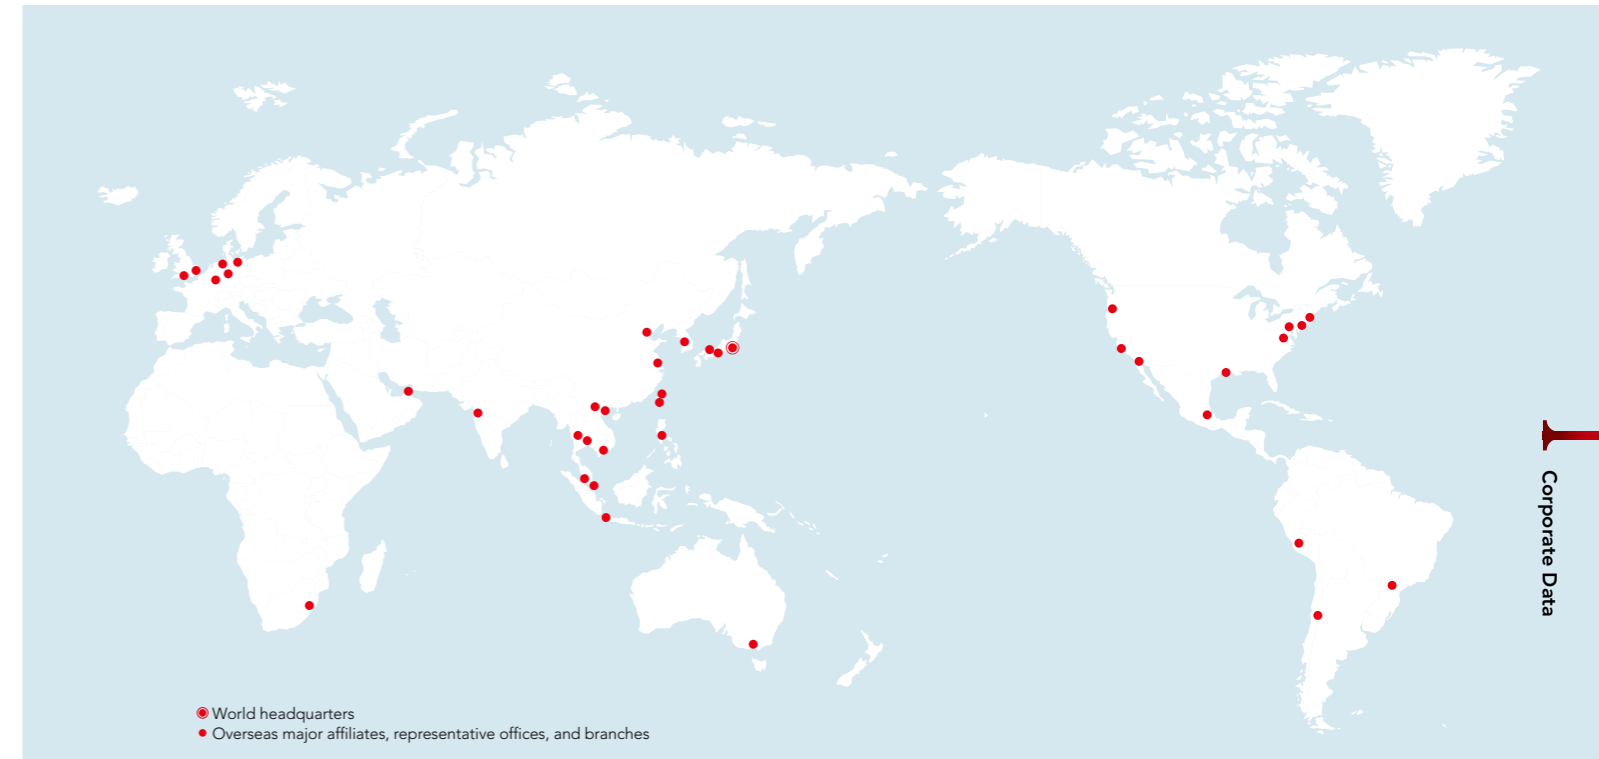 Corporate Data
World headquarters
Overseas major affiliates, representative offices, and branches